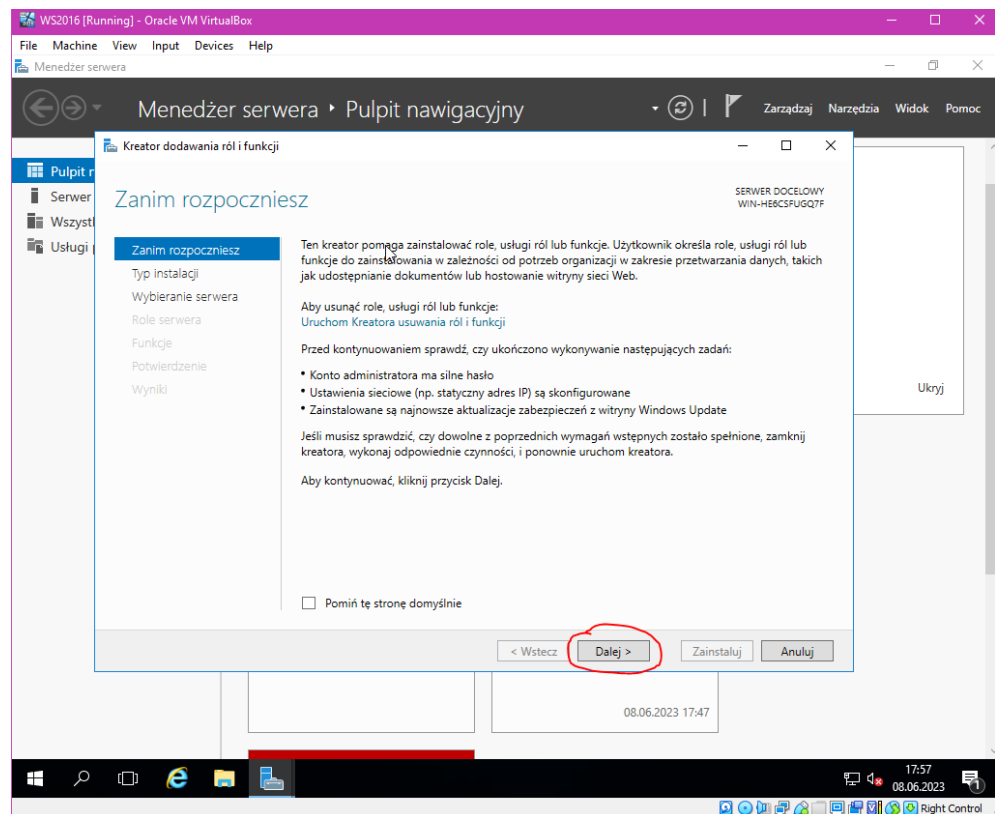 WS2016 [Running] - Oracle VM VirtualBox
File Machine View Input Devices Help
Menedżer serwera
Menedżer serwera ‣ Pulpit nawigacyjny
Zarządzaj Narzędzia Widok Pomoc
Kreator dodawania ról i funkcji
Pulpit
Serwer
Usługi
Zanim rozpoczniesz
SERWER DOCELOWY
WIN-HE6CSFUGQ7F
Zanim rozpoczniesz
Typ instalacji
Wybieranie serwera
Role serwera
Funkcje
Potwierdzenie
Wyniki
Ten kreator pomaga zainstalować role, usługi ról lub funkcje. Użytkownik określa role, usługi ról lub
funkcje do zainstalowania w zależności od potrzeb organizacji w zakresie przetwarzania danych, takich
jak udostępnianie dokumentów lub hostowanie witryny sieci Web.
Aby usunąć role, usługi ról lub funkcje:
Uruchom Kreatora usuwania ról i funkcji
Przed kontynuowaniem sprawdź, czy ukończono wykonywanie następujących zadań:
• Konto administratora ma silne hasło
• Ustawienia sieciowe (np. statyczny adres IP) są skonfigurowane
• Zainstalowane są najnowsze aktualizacje zabezpieczeń z witryny Windows Update
Jeśli musisz sprawdzić, czy dowolne z poprzednich wymagań wstępnych zostało spełnione, zamknij
kreatora, wykonaj odpowiednie czynności, i ponownie uruchom kreatora.
Aby kontynuować, kliknij przycisk Dalej.
Pomiń tę stronę domyślnie
< Wstecz Dalej > Zainstaluj Anuluj
Ukryj
08.06.2023 17:47
17:57
08.06.2023
1
Right Control